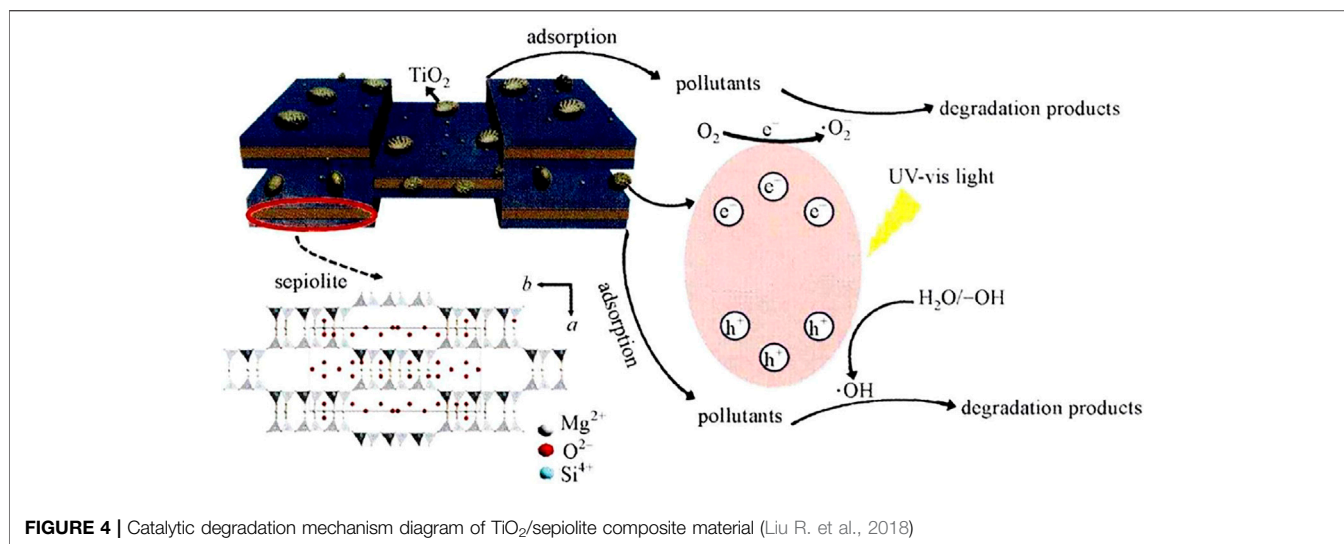 adsorption
TiO₂
pollutants
degradation products
O₂
e⁻
·O₂⁻
UV-vis light
e⁻
e⁻
e⁻
sepiolite
b
a
adsorption
H₂O/−OH
h⁺
h⁺
h⁺
·OH
pollutants
degradation products
Mg²⁺
O²⁻
Si⁴⁺
FIGURE 4 | Catalytic degradation mechanism diagram of TiO₂/sepiolite composite material (Liu R. et al., 2018)